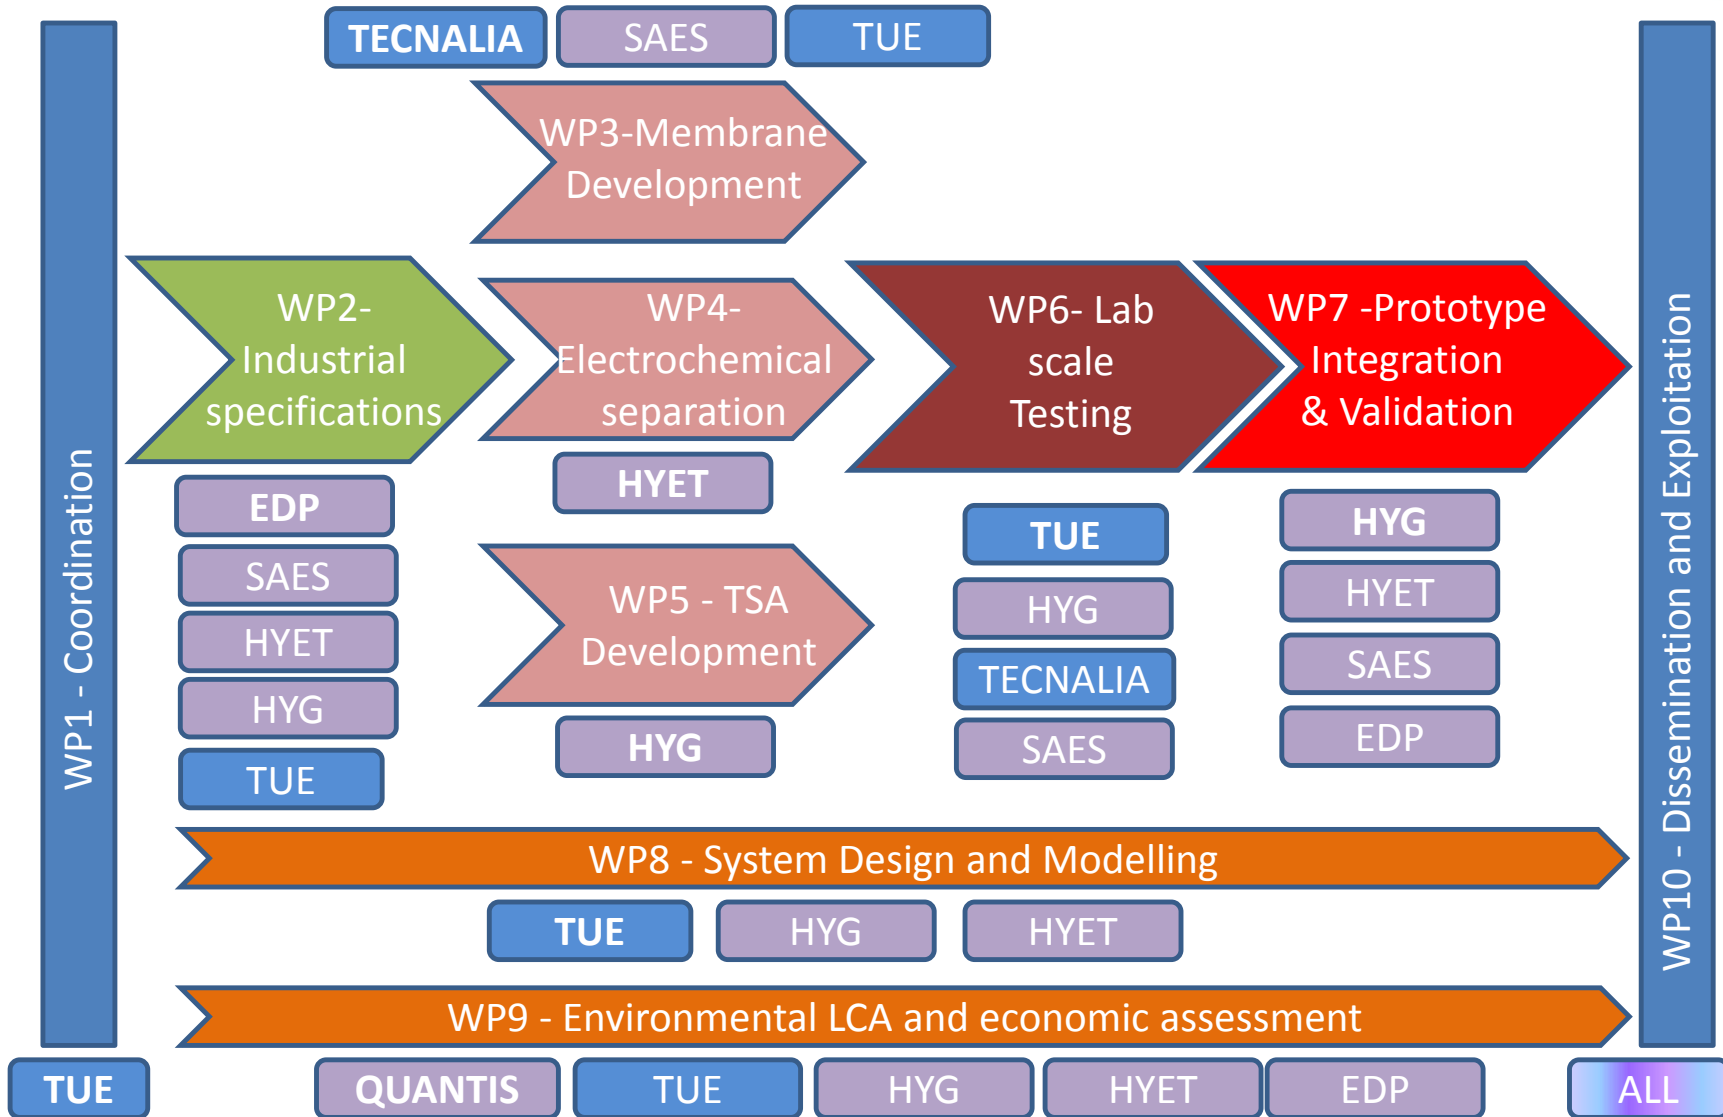 TECNALIA
SAES
TUE
WP3-Membrane
Development
WP1 - Coordination
WP2-
Industrial
specifications
EDP
SAES
HYET
HYG
TUE
WP4-
Electrochemical
separation
HYET
WP5 - TSA
Development
HYG
WP6- Lab
scale
Testing
TUE
HYG
TECNALIA
SAES
WP7 -Prototype
Integration
& Validation
HYG
HYET
SAES
EDP
WP10 - Dissemination and Exploitation
WP8 - System Design and Modelling
TUE
HYG
HYET
WP9 - Environmental LCA and economic assessment
TUE
QUANTIS
TUE
HYG
HYET
EDP
ALL